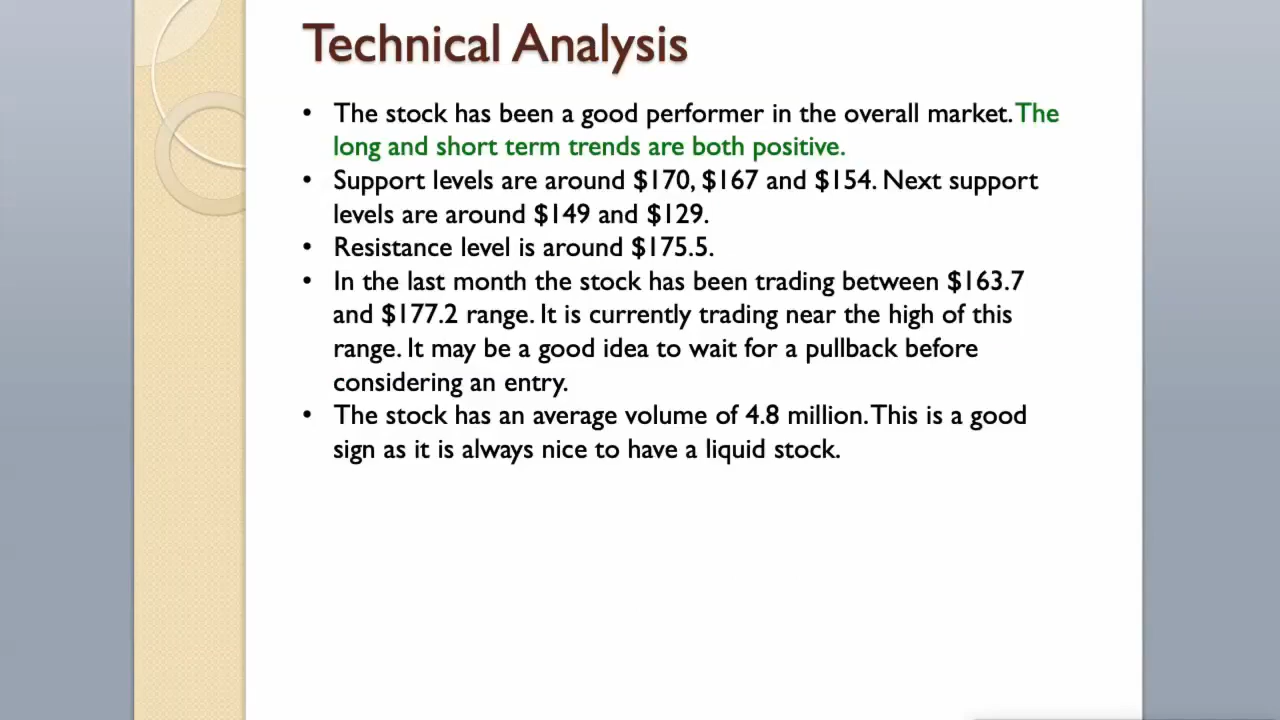 Technical Analysis
• The stock has been a good performer in the overall market. The
long and short term trends are both positive.
• Support levels are around $170, $167 and $154. Next support
levels are around $149 and $129.
• Resistance level is around $175.5.
• In the last month the stock has been trading between $163.7
and $177.2 range. It is currently trading near the high of this
range. It may be a good idea to wait for a pullback before
considering an entry.
• The stock has an average volume of 4.8 million. This is a good
sign as it is always nice to have a liquid stock.